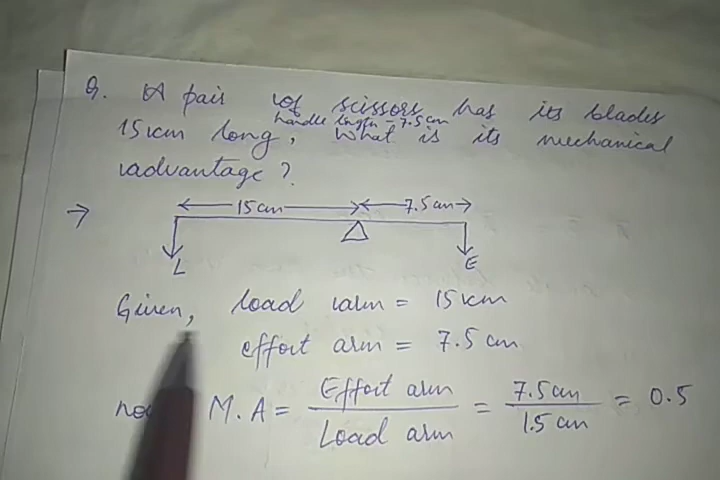 Q. A pair of scissors has its blades
handle length = 7.5 cm
15 cm long, What is its mechanical
advantage?
→ 15 cm 7.5 cm
L E
Given, load arm = 15 cm
effort arm = 7.5 cm
M.A = Effort arm / Load arm = 7.5 cm / 1.5 cm = 0.5